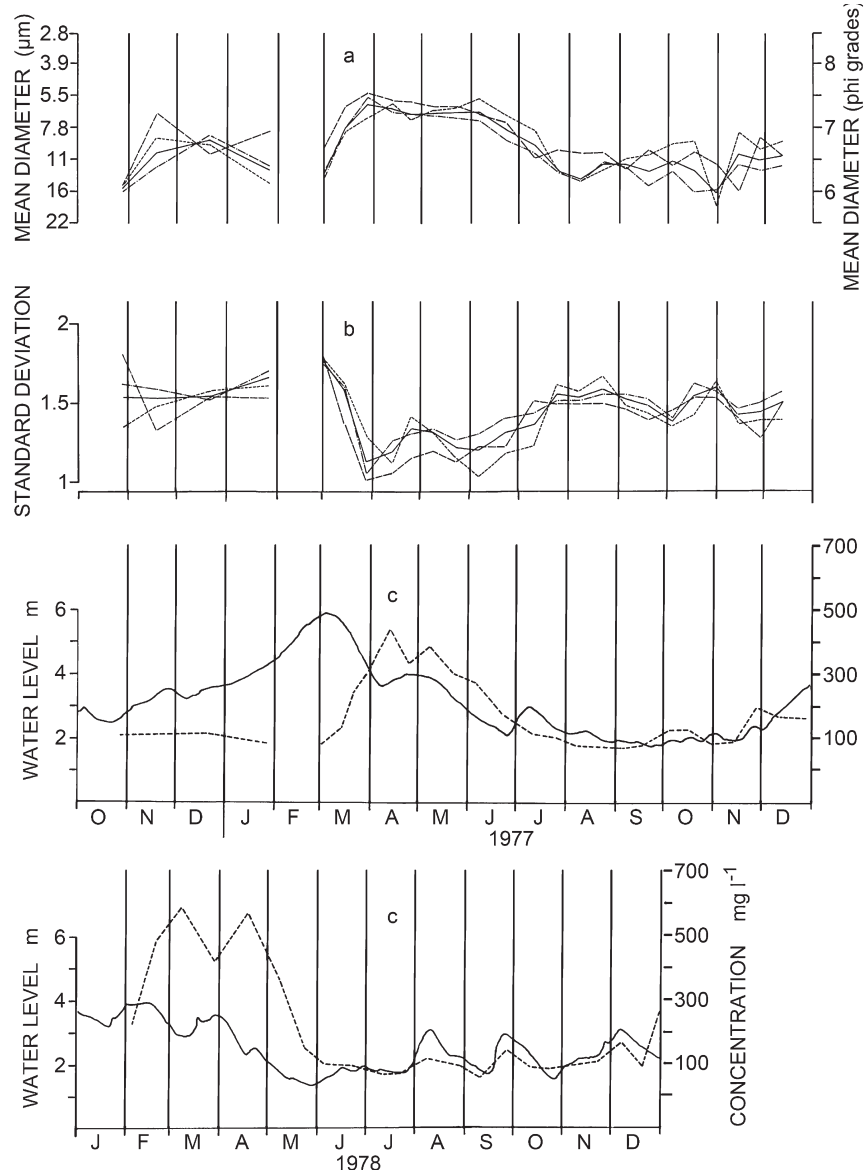 MEAN DIAMETER (μm)
2.8
3.9
5.5
7.8
11
16
22
a
8
7
6
MEAN DIAMETER (phi grades)
STANDARD DEVIATION
2
1.5
1
b
WATER LEVEL m
6
4
2
c
700
500
300
100
O N D J F M A M J J A S O N D
1977
WATER LEVEL m
6
4
2
c
700
500
300
100
CONCENTRATION mg l⁻¹
J F M A M J J A S O N D
1978